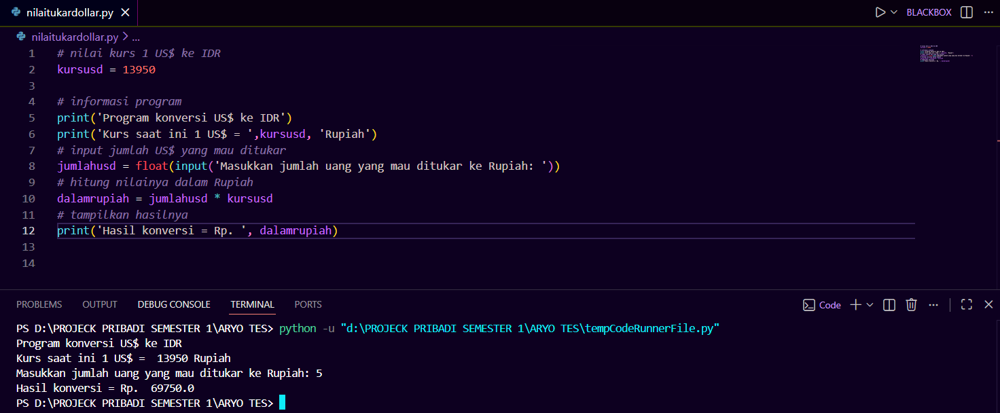 nilaitukardollar.py
BLACKBOX
nilaitukardollar.py > ...
1 # nilai kurs 1 US$ ke IDR
2 kursusd = 13950
3
4 # informasi program
5 print('Program konversi US$ ke IDR')
6 print('Kurs saat ini 1 US$ = ',kursusd, 'Rupiah')
7 # input jumlah US$ yang mau ditukar
8 jumlahusd = float(input('Masukkan jumlah uang yang mau ditukar ke Rupiah: '))
9 # hitung nilainya dalam Rupiah
10 dalamrupiah = jumlahusd * kursusd
11 # tampilkan hasilnya
12 print('Hasil konversi = Rp. ', dalamrupiah)
13
14
PROBLEMS OUTPUT DEBUG CONSOLE TERMINAL PORTS
Code
PS D:\PROJECK PRIBADI SEMESTER 1\ARYO TES> python -u "d:\PROJECK PRIBADI SEMESTER 1\ARYO TES\tempCodeRunnerFile.py"
Program konversi US$ ke IDR
Kurs saat ini 1 US$ =  13950 Rupiah
Masukkan jumlah uang yang mau ditukar ke Rupiah: 5
Hasil konversi = Rp.  69750.0
PS D:\PROJECK PRIBADI SEMESTER 1\ARYO TES>